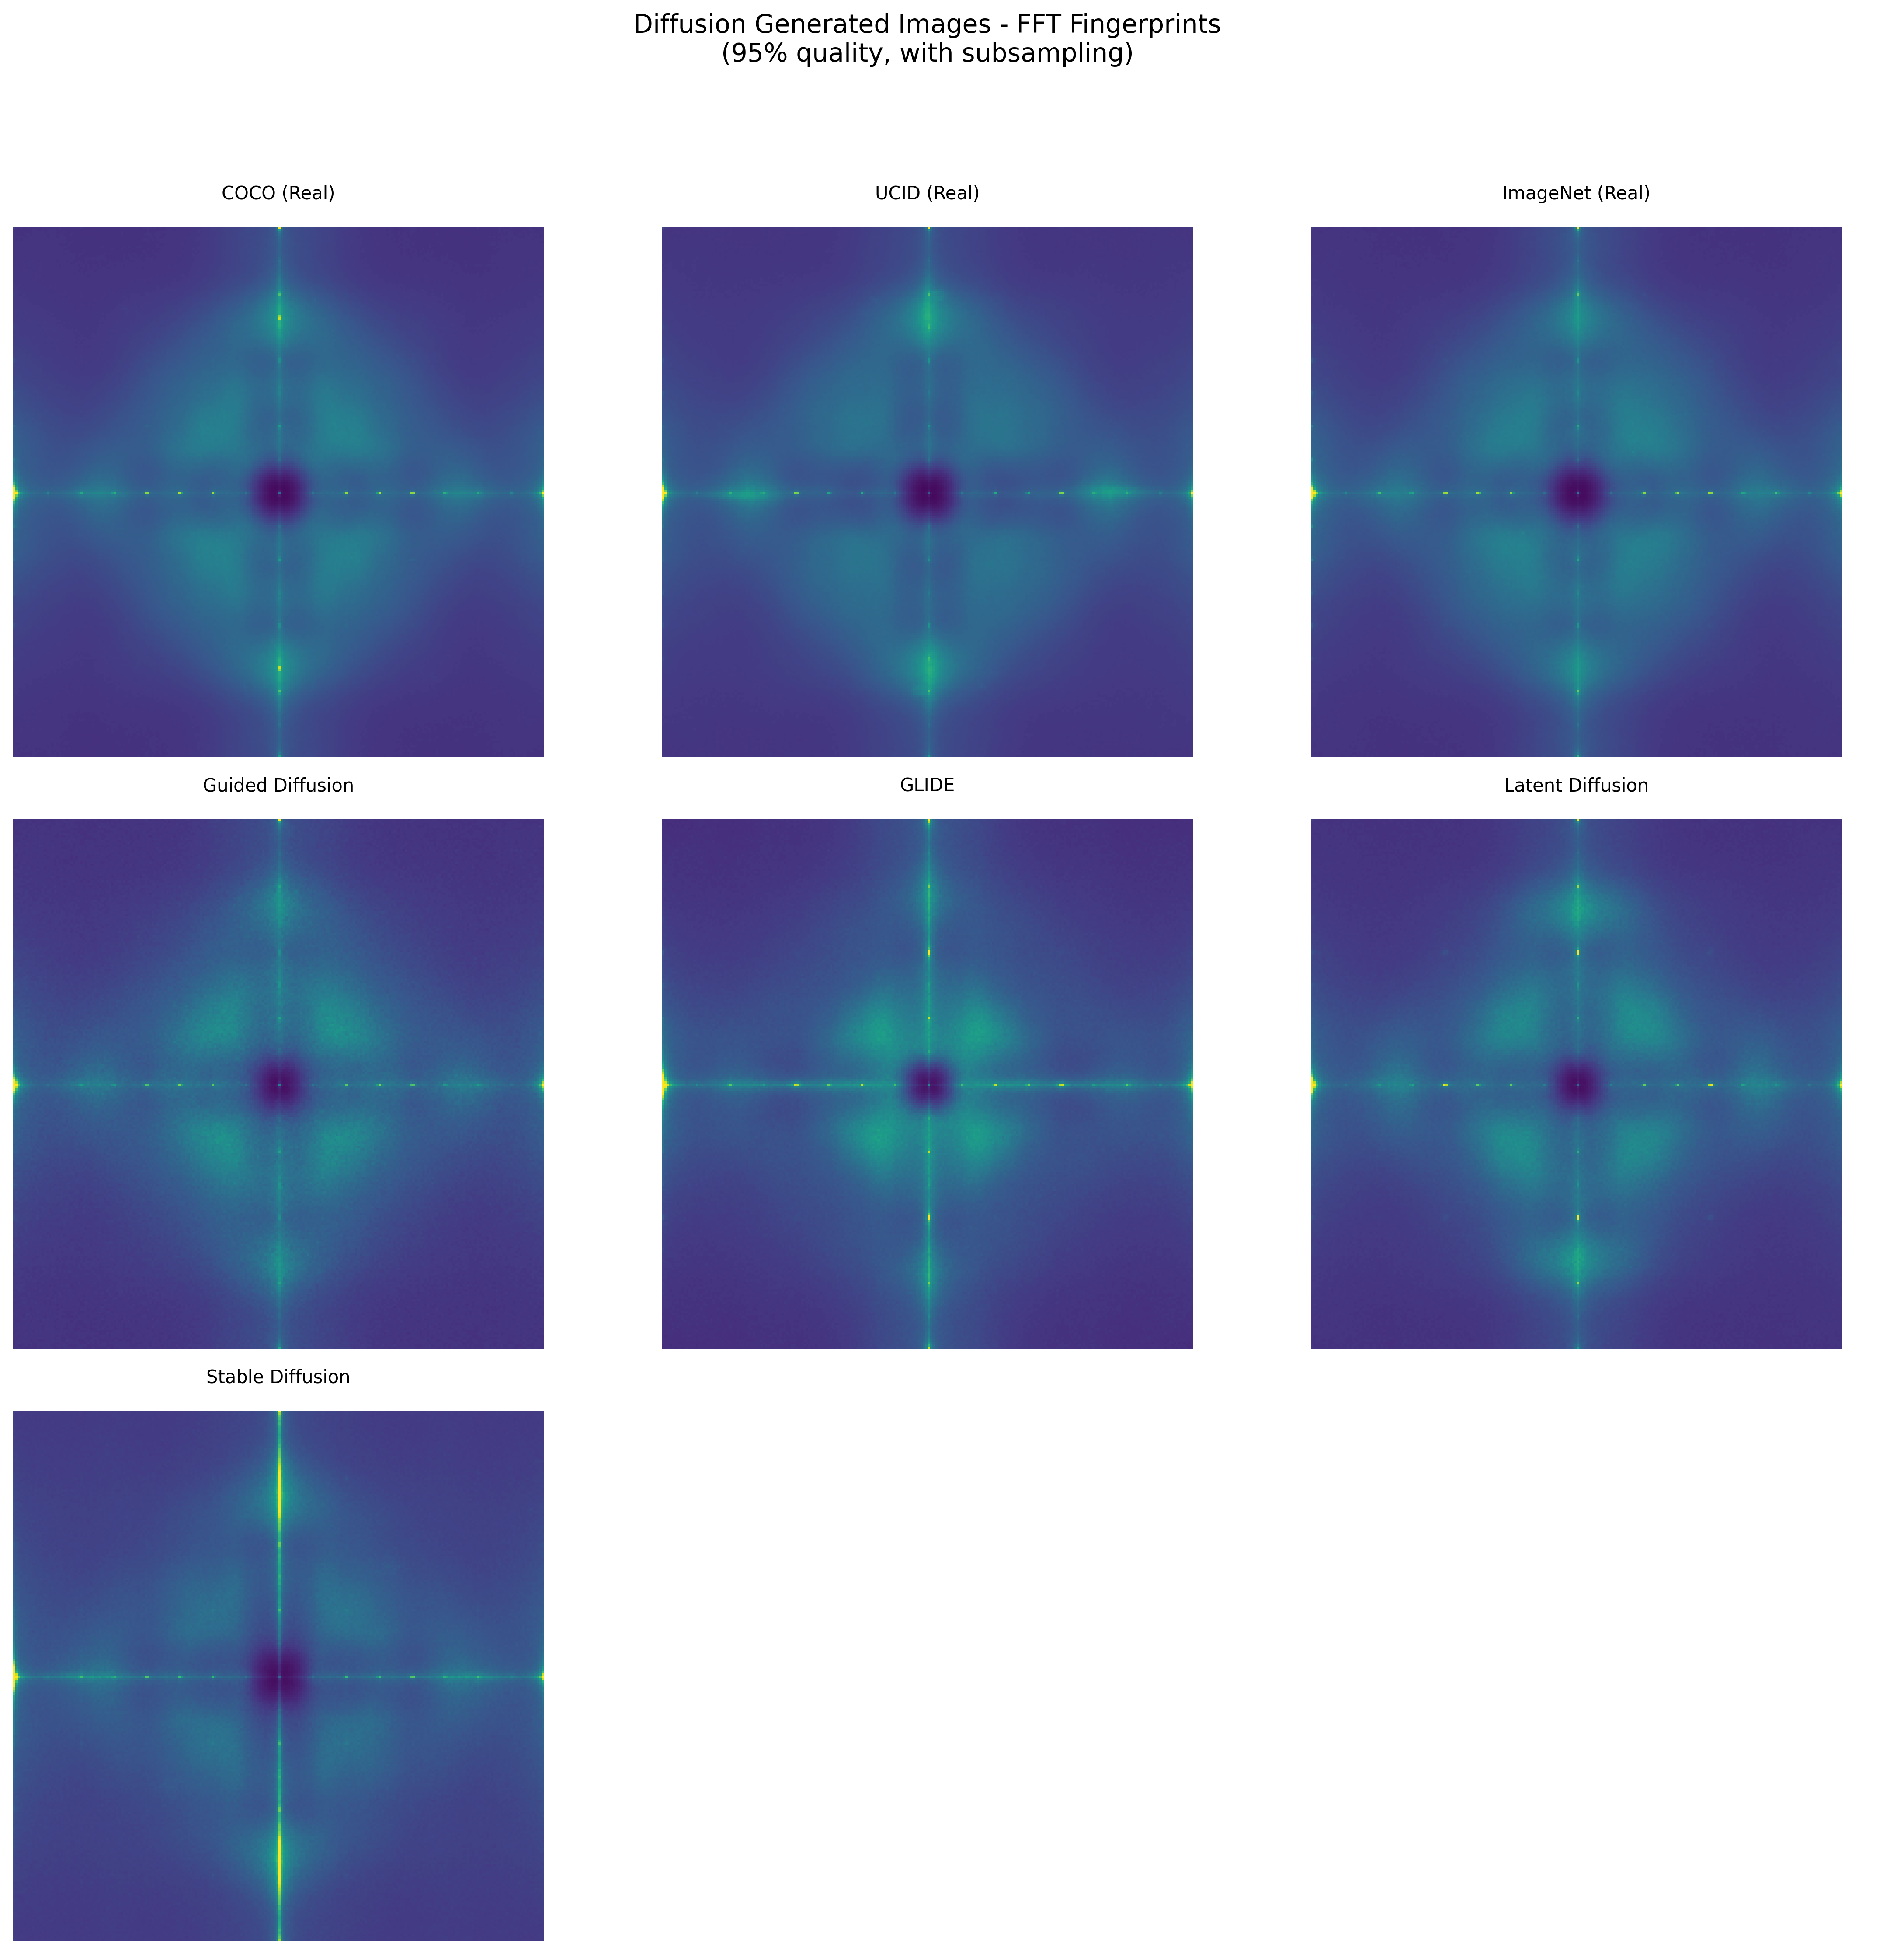 Diffusion Generated Images - FFT Fingerprints
(95% quality, with subsampling)
COCO (Real)
UCID (Real)
ImageNet (Real)
Guided Diffusion
GLIDE
Latent Diffusion
Stable Diffusion